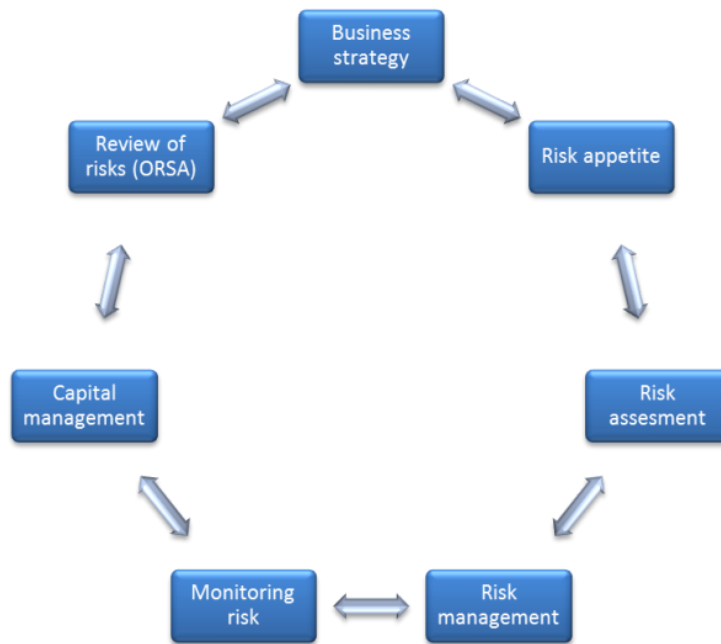 Business
strategy
Review of
risks (ORSA)
Risk appetite
Capital
management
Risk
assesment
Monitoring
risk
Risk
management